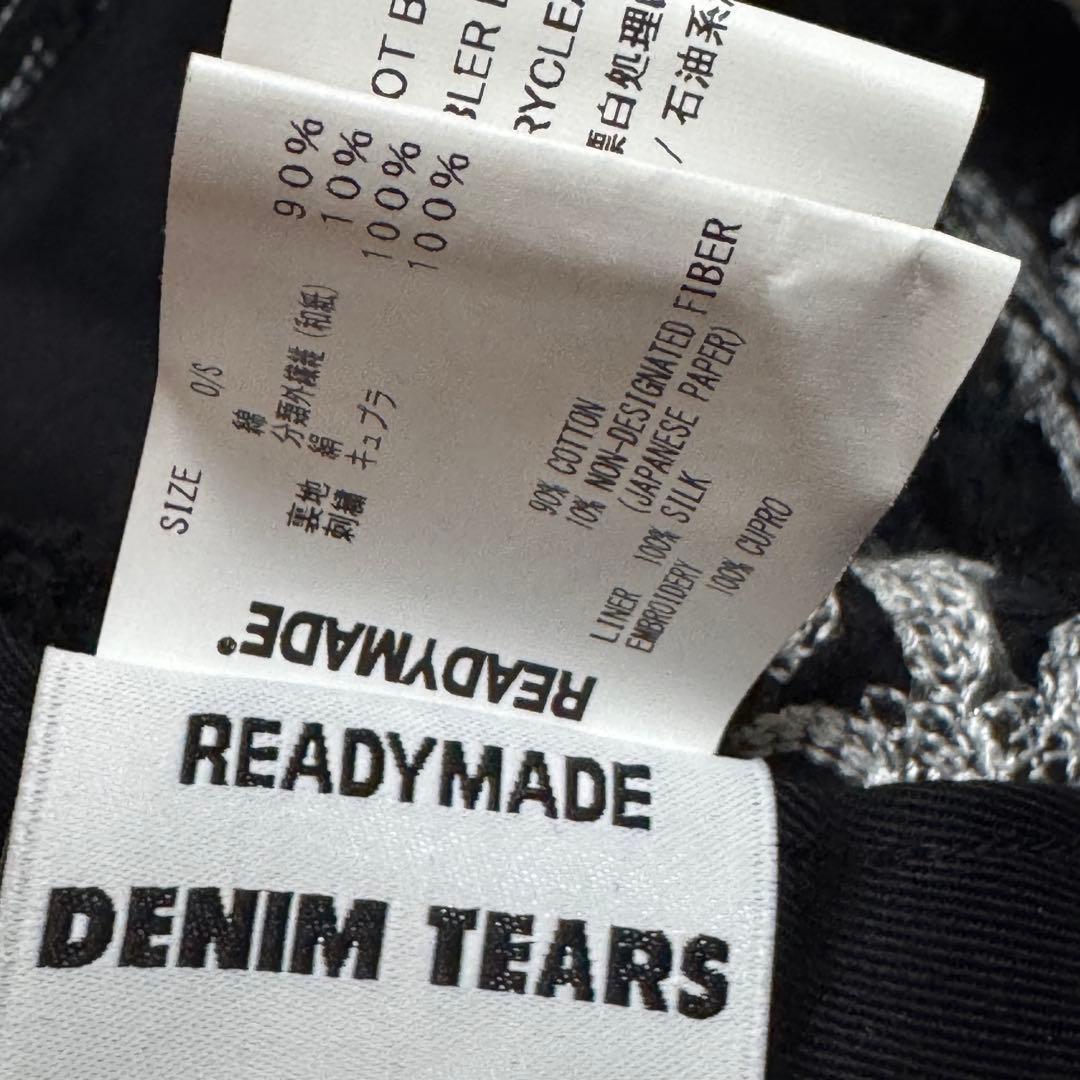 OT B
BLER D
RYCLEA
漂白処理
/ 石油系
SIZE O/S
綿 90%
分類外繊維(和紙) 10%
裏地 絹 100%
刺繍 キュプラ 100%
90% COTTON
10% NON-DESIGNATED FIBER
(JAPANESE PAPER)
LINER 100% SILK
EMBROIDERY 100% CUPRO
READYMADE®
READYMADE
DENIM TEARS